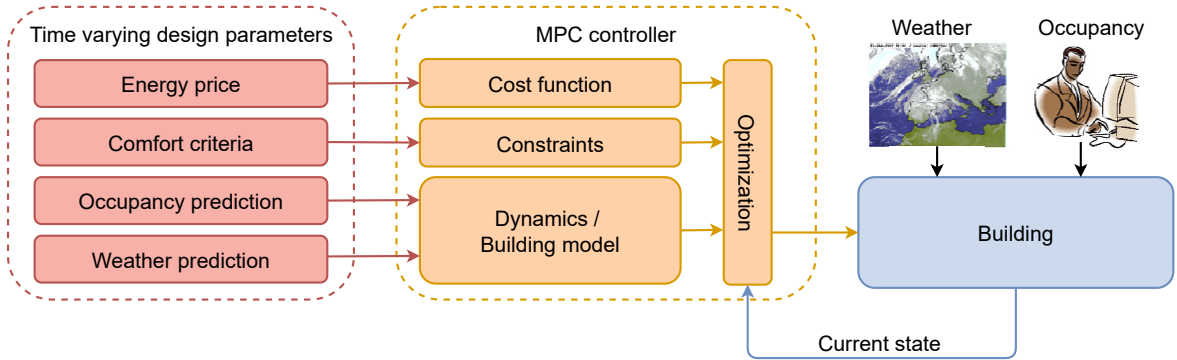 Time varying design parameters
Energy price
Comfort criteria
Occupancy prediction
Weather prediction
MPC controller
Cost function
Constraints
Dynamics /
Building model
Optimization
Weather
Occupancy
Building
Current state